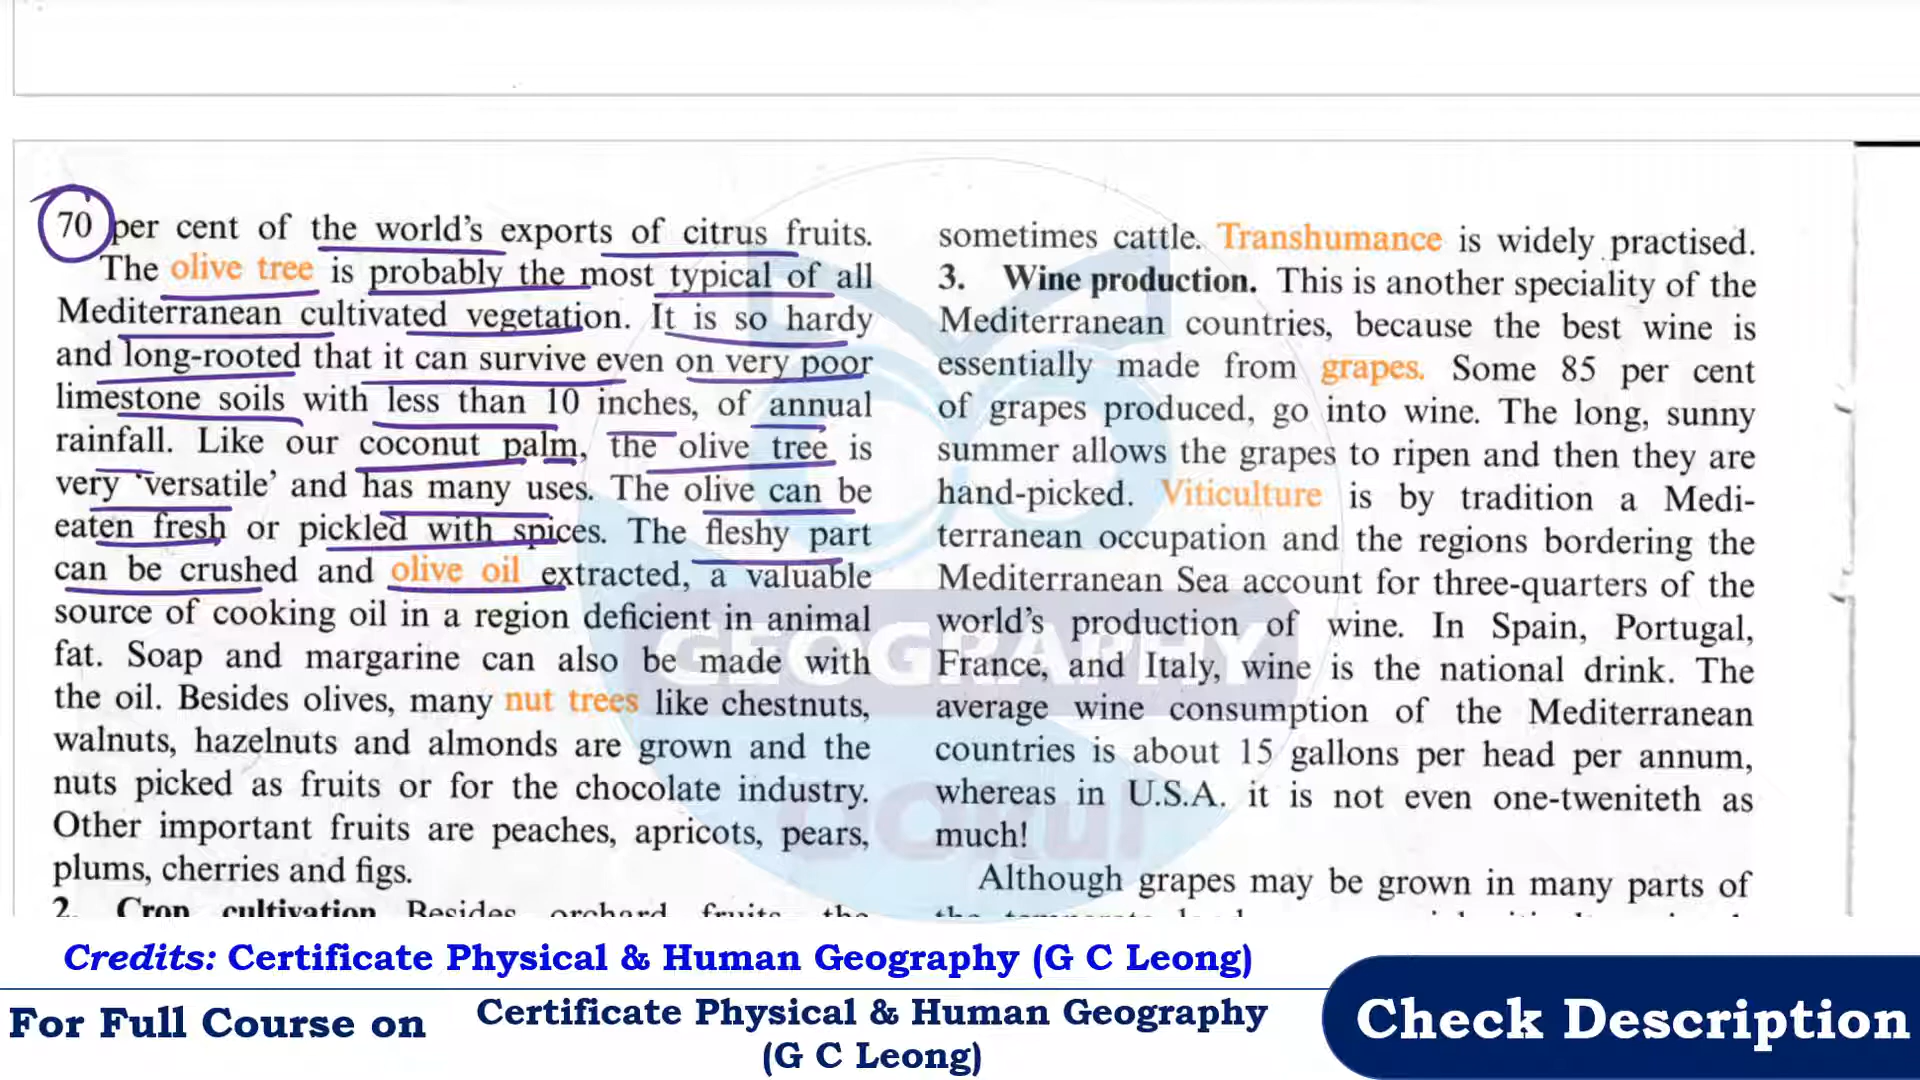 70 per cent of the world's exports of citrus fruits.
The olive tree is probably the most typical of all
Mediterranean cultivated vegetation. It is so hardy
and long-rooted that it can survive even on very poor
limestone soils with less than 10 inches, of annual
rainfall. Like our coconut palm, the olive tree is
very 'versatile' and has many uses. The olive can be
eaten fresh or pickled with spices. The fleshy part
can be crushed and olive oil extracted, a valuable
source of cooking oil in a region deficient in animal
fat. Soap and margarine can also be made with
the oil. Besides olives, many nut trees like chestnuts,
walnuts, hazelnuts and almonds are grown and the
nuts picked as fruits or for the chocolate industry.
Other important fruits are peaches, apricots, pears,
plums, cherries and figs.
2. Crop cultivation Besides orchard fruits the
sometimes cattle. Transhumance is widely practised.
3. Wine production. This is another speciality of the
Mediterranean countries, because the best wine is
essentially made from grapes. Some 85 per cent
of grapes produced, go into wine. The long, sunny
summer allows the grapes to ripen and then they are
hand-picked. Viticulture is by tradition a Medi-
terranean occupation and the regions bordering the
Mediterranean Sea account for three-quarters of the
world's production of wine. In Spain, Portugal,
France, and Italy, wine is the national drink. The
average wine consumption of the Mediterranean
countries is about 15 gallons per head per annum,
whereas in U.S.A. it is not even one-tweniteth as
much!
Although grapes may be grown in many parts of
GEOGRAPHY
Credits: Certificate Physical & Human Geography (G C Leong)
For Full Course on
Certificate Physical & Human Geography
(G C Leong)
Check Description